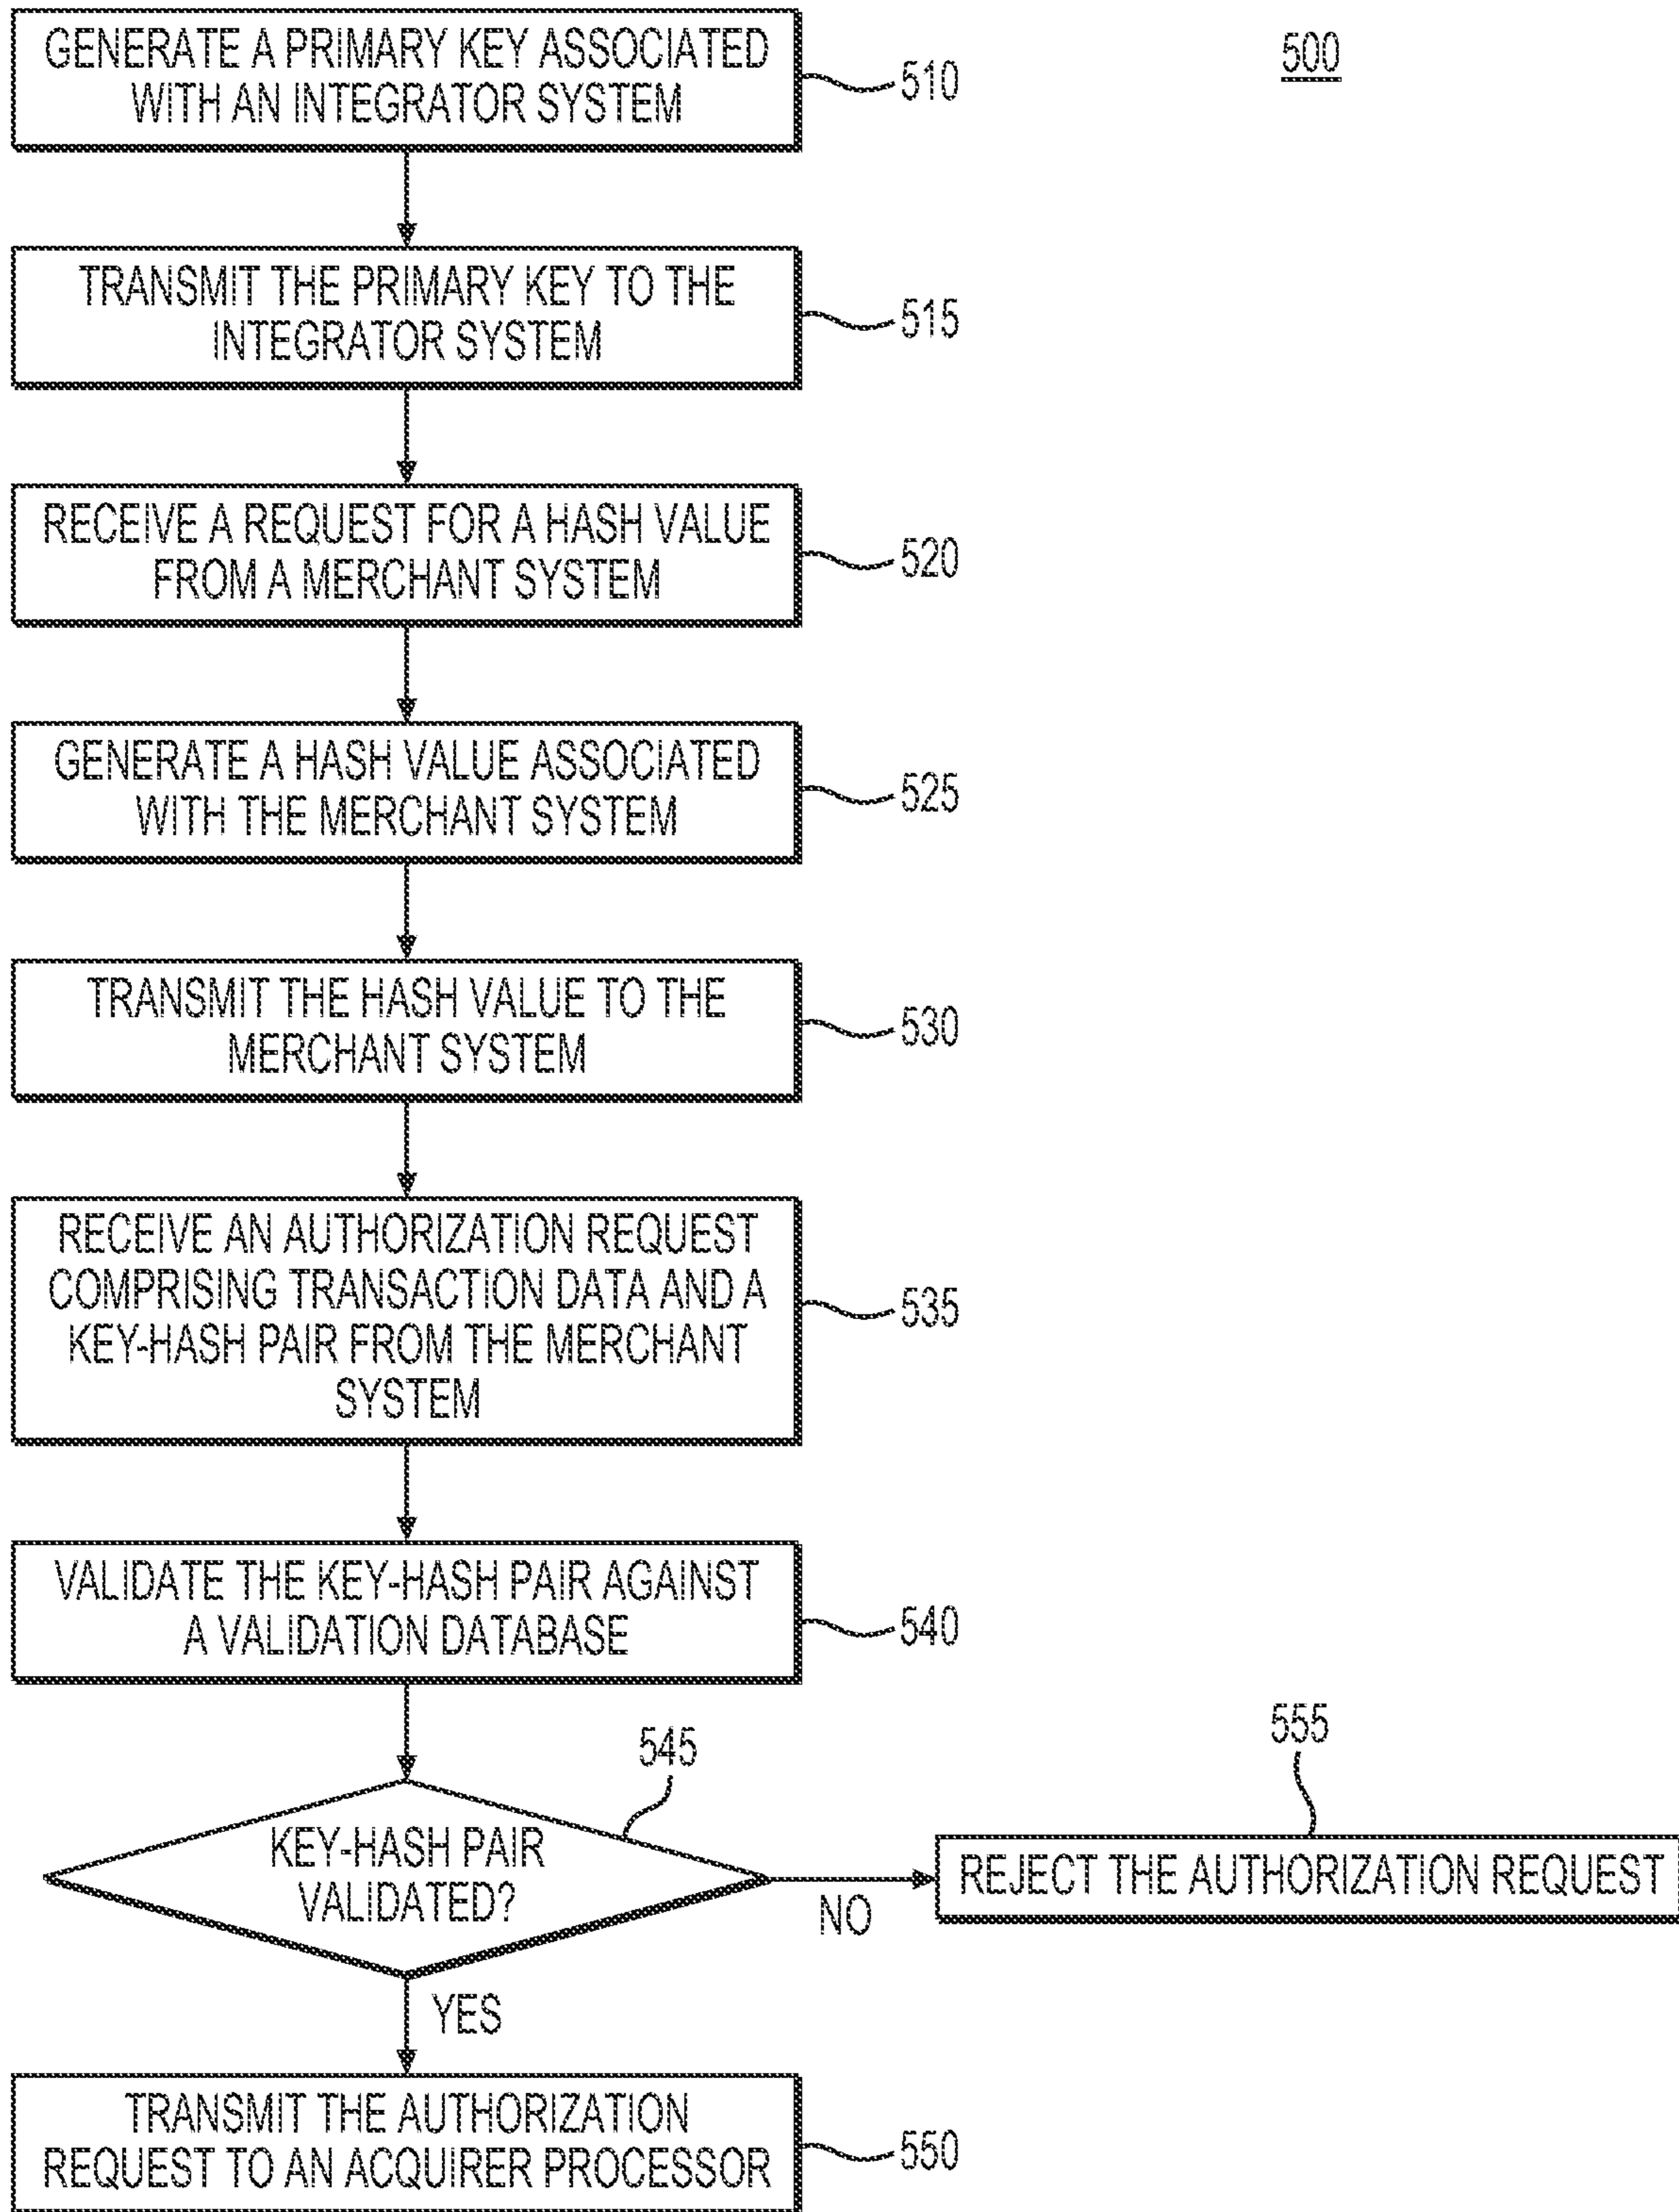 500
GENERATE A PRIMARY KEY ASSOCIATED
WITH AN INTEGRATOR SYSTEM
510
TRANSMIT THE PRIMARY KEY TO THE
INTEGRATOR SYSTEM
515
RECEIVE A REQUEST FOR A HASH VALUE
FROM A MERCHANT SYSTEM
520
GENERATE A HASH VALUE ASSOCIATED
WITH THE MERCHANT SYSTEM
525
TRANSMIT THE HASH VALUE TO THE
MERCHANT SYSTEM
530
RECEIVE AN AUTHORIZATION REQUEST
COMPRISING TRANSACTION DATA AND A
KEY-HASH PAIR FROM THE MERCHANT
SYSTEM
535
VALIDATE THE KEY-HASH PAIR AGAINST
A VALIDATION DATABASE
540
545
KEY-HASH PAIR
VALIDATED?
NO
555
REJECT THE AUTHORIZATION REQUEST
YES
TRANSMIT THE AUTHORIZATION
REQUEST TO AN ACQUIRER PROCESSOR
550